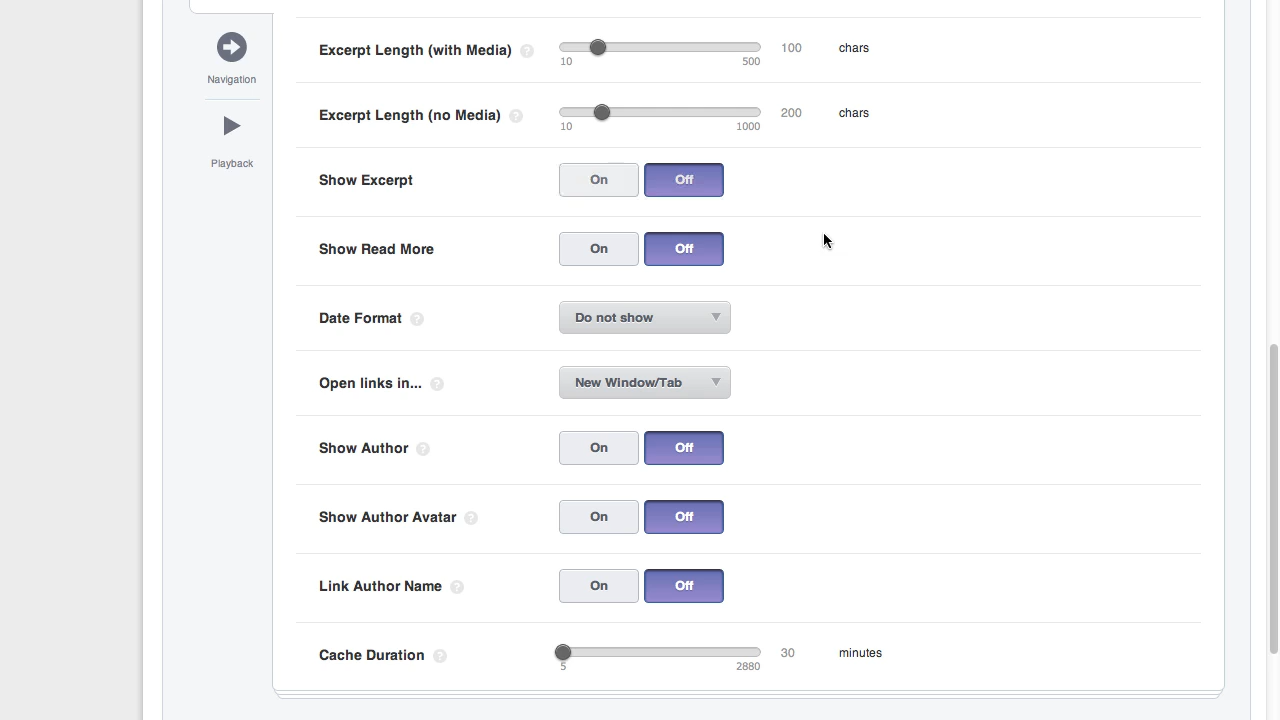 Navigation
Playback
Excerpt Length (with Media) ? 10 500 100 chars
Excerpt Length (no Media) ? 10 1000 200 chars
Show Excerpt On Off
Show Read More On Off
Date Format ? Do not show
Open links in... ? New Window/Tab
Show Author ? On Off
Show Author Avatar ? On Off
Link Author Name ? On Off
Cache Duration ? 5 2880 30 minutes